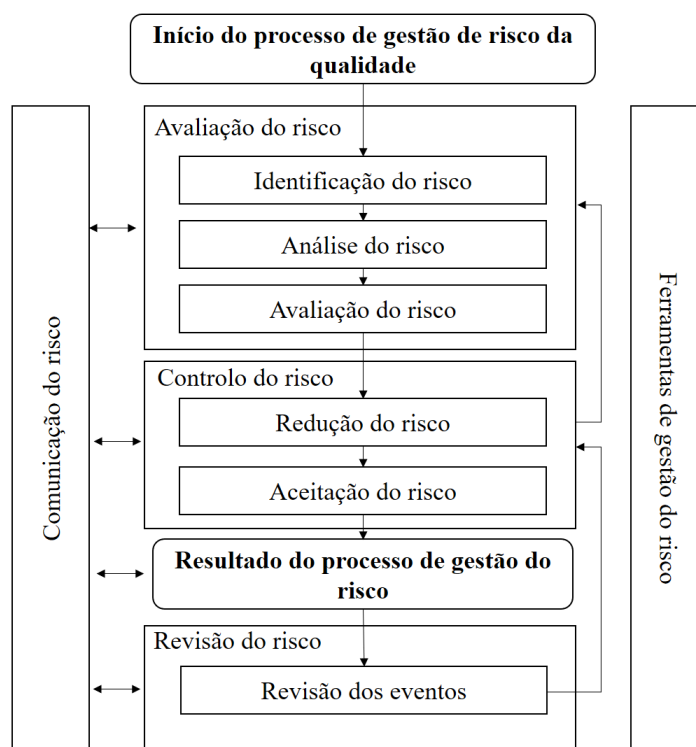 Início do processo de gestão de risco da
qualidade
Comunicação do risco
Avaliação do risco
Identificação do risco
Análise do risco
Avaliação do risco
Controlo do risco
Redução do risco
Aceitação do risco
Resultado do processo de gestão do
risco
Revisão do risco
Revisão dos eventos
Ferramentas de gestão do risco